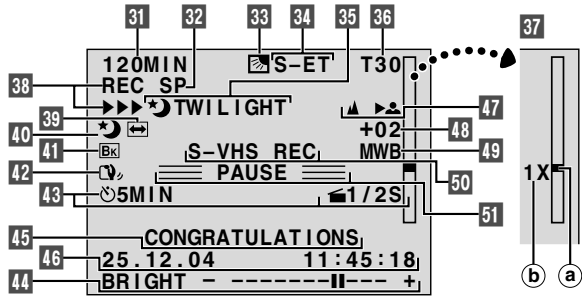 31 32 33 34 35 36 37
120MIN S-ET T30
REC SP
38 TWILIGHT
39 47
40 +02 48
41 BK S-VHS REC MWB 49
42 PAUSE 50
43 5MIN 1/2S 51
1X
45 CONGRATULATIONS
46 25.12.04 11:45:18
44 BRIGHT - ------▮▮---- +
b a